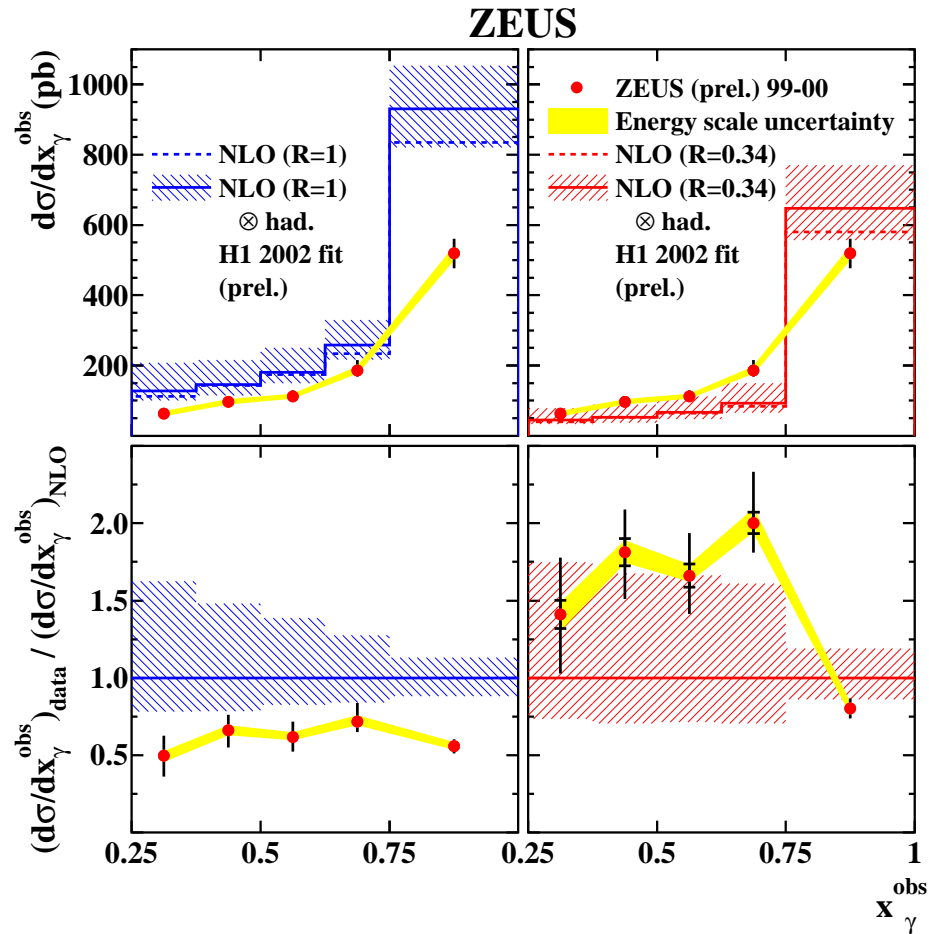 ZEUS
dσ/dx_γ^obs (pb)
1000
800
600
400
200
NLO (R=1)
NLO (R=1)
⊗ had.
H1 2002 fit
(prel.)
ZEUS (prel.) 99-00
Energy scale uncertainty
NLO (R=0.34)
NLO (R=0.34)
⊗ had.
H1 2002 fit
(prel.)
(dσ/dx_γ^obs)_data / (dσ/dx_γ^obs)_NLO
2.0
1.5
1.0
0.5
0.25 0.5 0.75 0.25 0.5 0.75 1
x_γ^obs